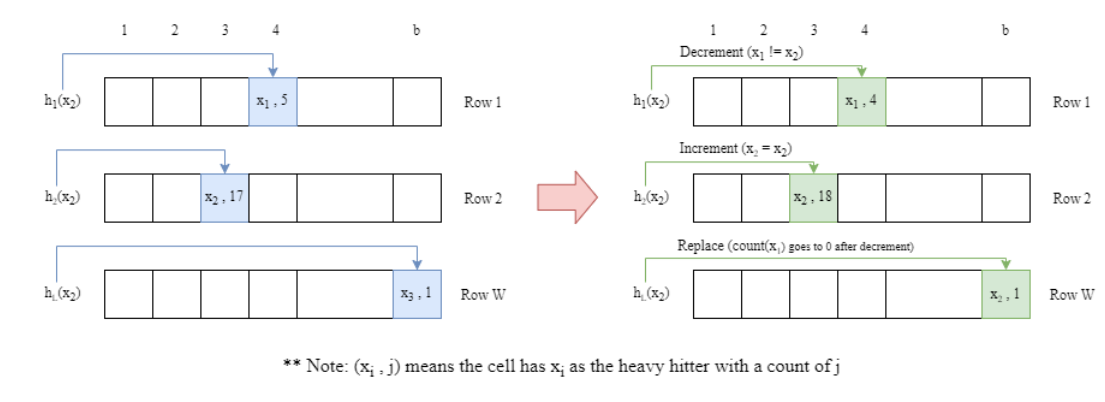 1 2 3 4 b
h₁(x₂) x₁ , 5 Row 1
h₂(x₂) x₂ , 17 Row 2
(x₂) x₃ , 1 Row W
1 2 3 4 b
Decrement (x₁ != x₂)
h₁(x₂) x₁ , 4 Row 1
Increment (x₂ = x₂)
h₂(x₂) x₂ , 18 Row 2
Replace (count(x₃) goes to 0 after decrement)
(x₂) x₂ , 1 Row W
** Note: (xᵢ , j) means the cell has xᵢ as the heavy hitter with a count of j